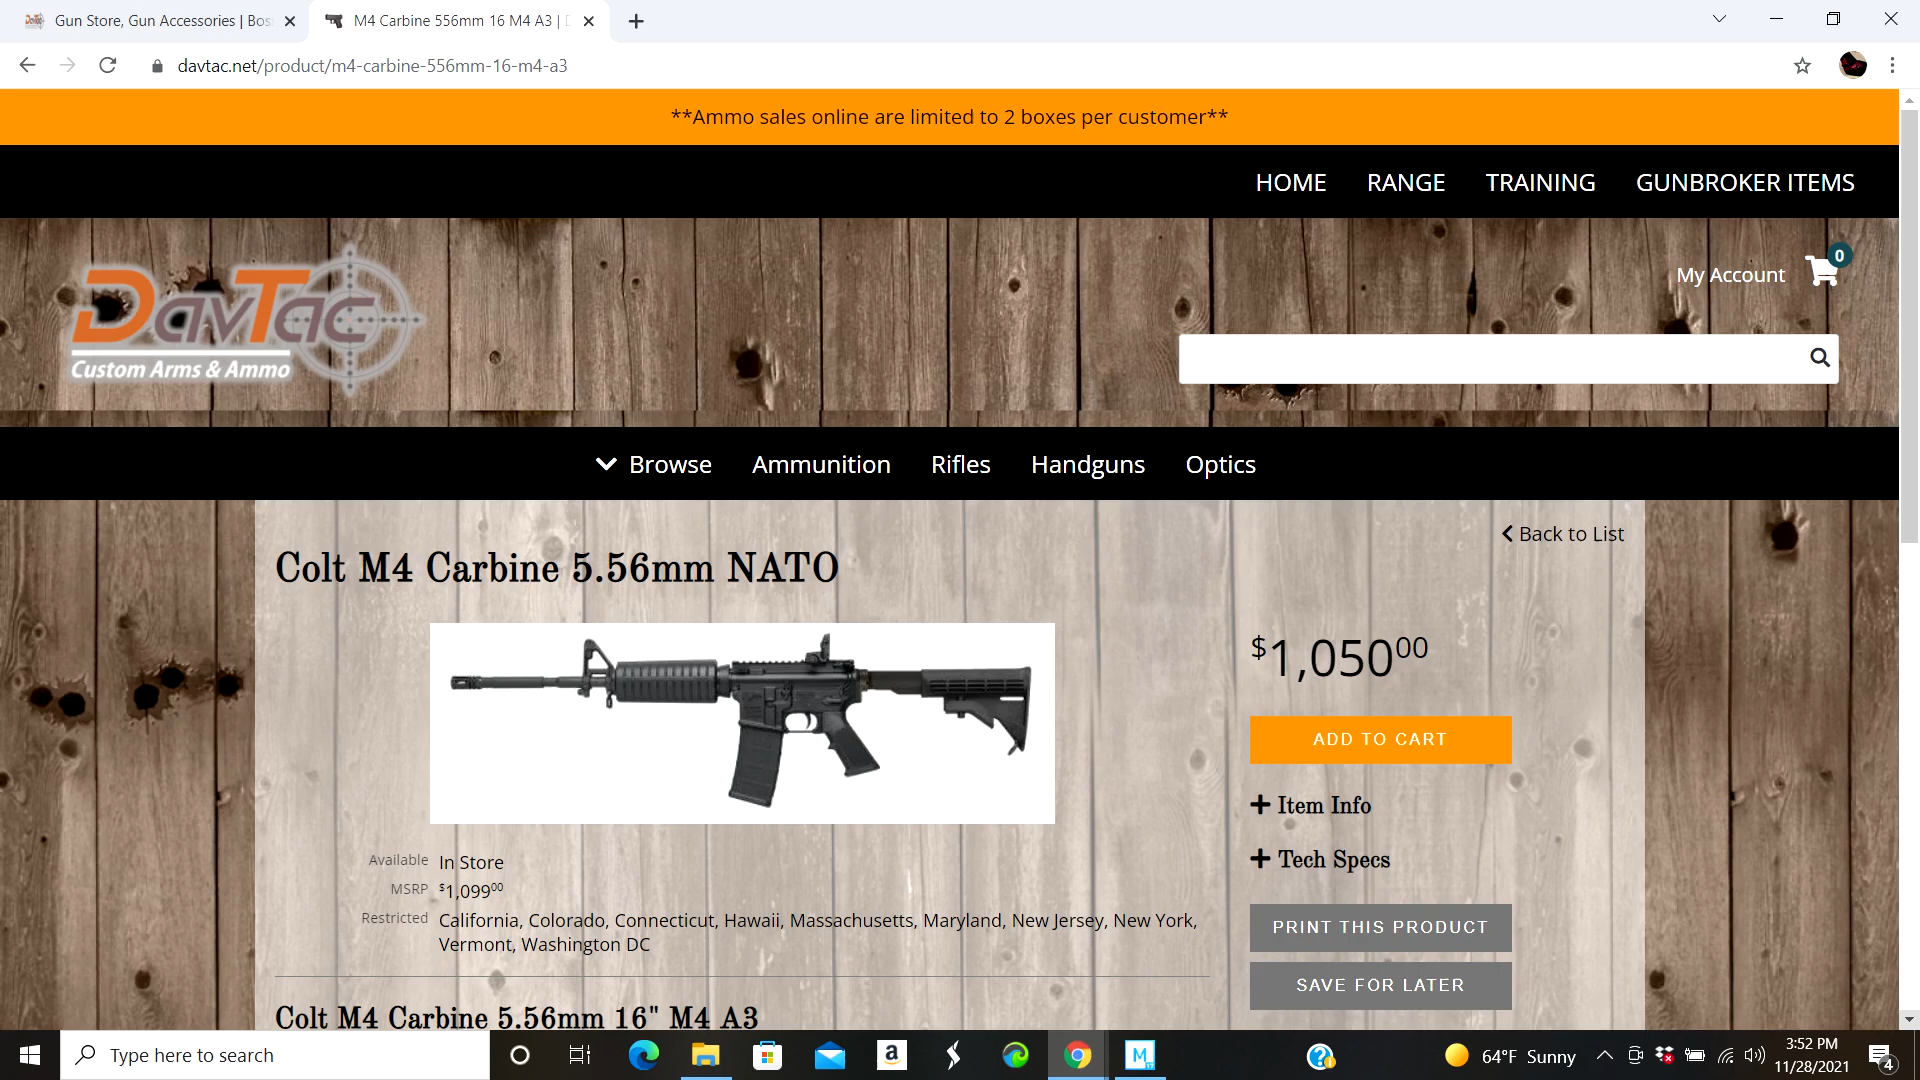 Gun Store, Gun Accessories | Bos
M4 Carbine 556mm 16 M4 A3 |
davtac.net/product/m4-carbine-556mm-16-m4-a3
**Ammo sales online are limited to 2 boxes per customer**
HOME RANGE TRAINING GUNBROKER ITEMS
DavTac
Custom Arms & Ammo
My Account 0
Browse Ammunition Rifles Handguns Optics
Back to List
Colt M4 Carbine 5.56mm NATO
$1,05000
ADD TO CART
Item Info
Tech Specs
Available In Store
MSRP $1,09900
Restricted California, Colorado, Connecticut, Hawaii, Massachusetts, Maryland, New Jersey, New York,
Vermont, Washington DC
PRINT THIS PRODUCT
SAVE FOR LATER
Colt M4 Carbine 5.56mm 16" M4 A3
Type here to search
64°F Sunny
3:52 PM
11/28/2021
4